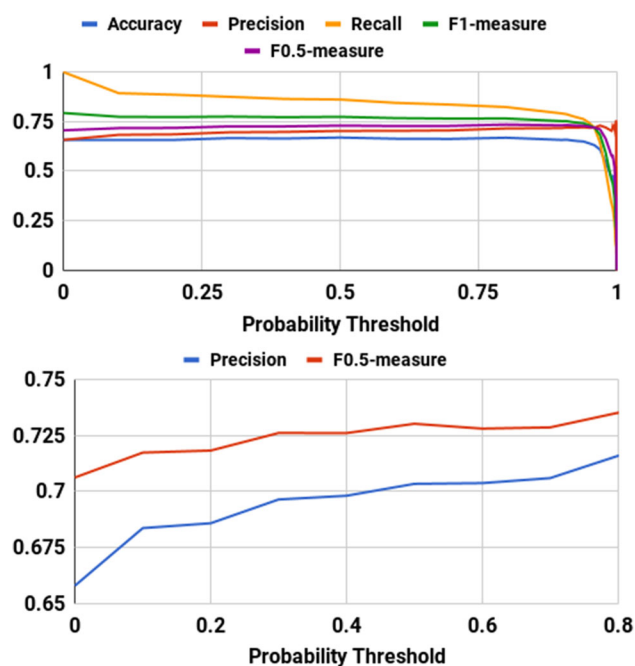 Accuracy Precision Recall F1-measure
F0.5-measure
1
0.75
0.5
0.25
0
0 0.25 0.5 0.75 1
Probability Threshold
Precision F0.5-measure
0.75
0.725
0.7
0.675
0.65
0 0.2 0.4 0.6 0.8
Probability Threshold